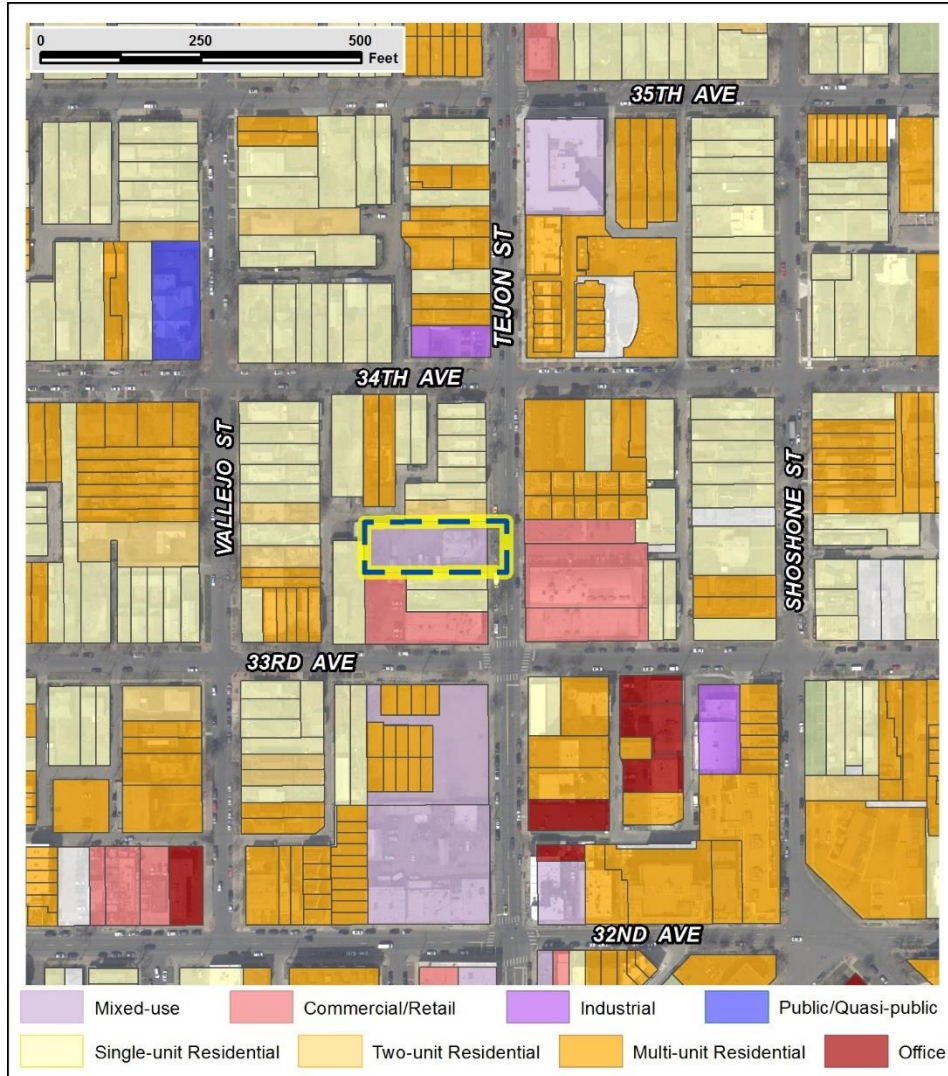 0 250 500
Feet
35TH AVE
TEJON ST
34TH AVE
VALLEJO ST
SHOSHONE ST
33RD AVE
32ND AVE
Mixed-use Commercial/Retail Industrial Public/Quasi-public
Single-unit Residential Two-unit Residential Multi-unit Residential Office